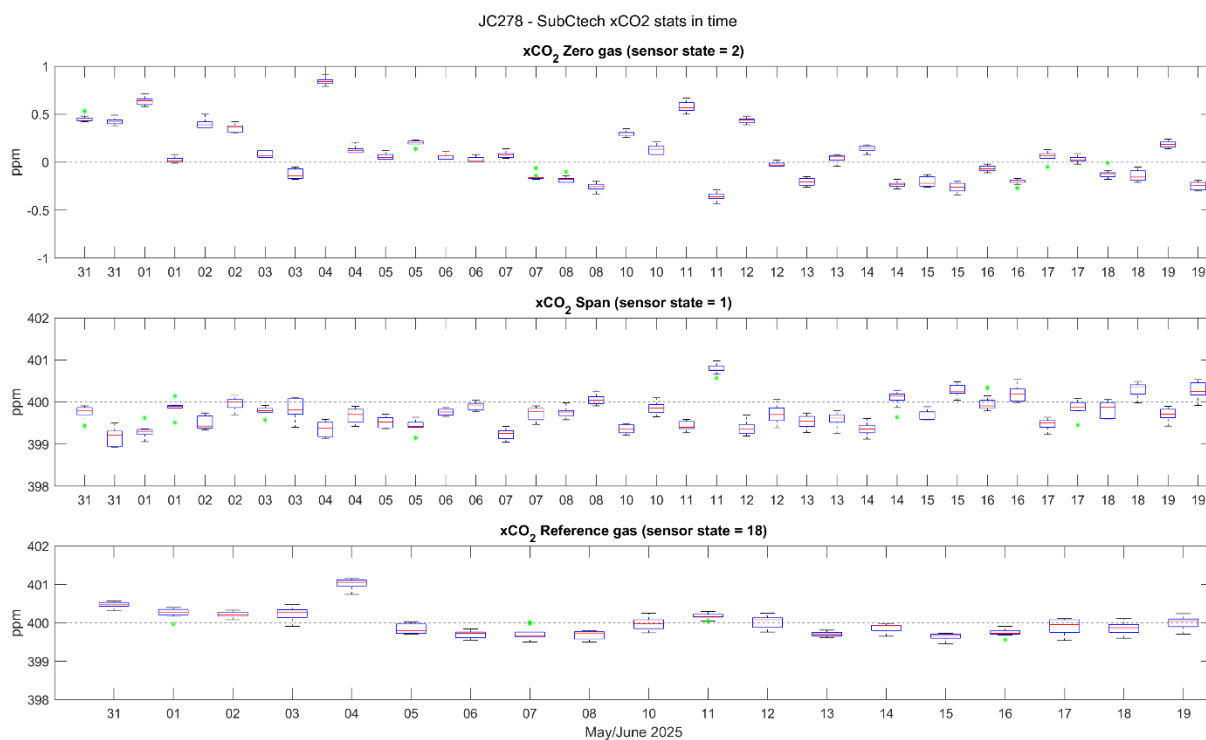 JC278 - SubCtech xCO2 stats in time
xCO2 Zero gas (sensor state = 2)
1
0.5
0
-0.5
-1
ppm
31 31 01 01 02 02 03 03 04 04 05 05 06 06 07 07 08 08 10 10 11 11 12 12 13 13 14 14 15 15 16 16 17 17 18 18 19 19
xCO2 Span (sensor state = 1)
402
401
400
399
398
ppm
31 31 01 01 02 02 03 03 04 04 05 05 06 06 07 07 08 08 10 10 11 11 12 12 13 13 14 14 15 15 16 16 17 17 18 18 19 19
xCO2 Reference gas (sensor state = 18)
402
401
400
399
398
ppm
31 01 02 03 04 05 06 07 08 10 11 12 13 14 15 16 17 18 19
May/June 2025